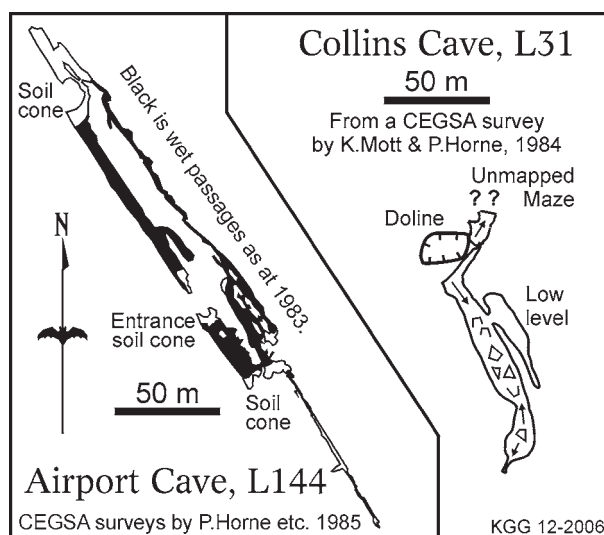 Soil
cone
Black is wet passages as at 1983.
N
Entrance
soil cone
50 m
Soil
cone
Airport Cave, L144
CEGSA surveys by P.Horne etc. 1985
Collins Cave, L31
50 m
From a CEGSA survey
by K.Mott & P.Horne, 1984
Unmapped
? ? Maze
Doline
Low
level
KGG 12-2006